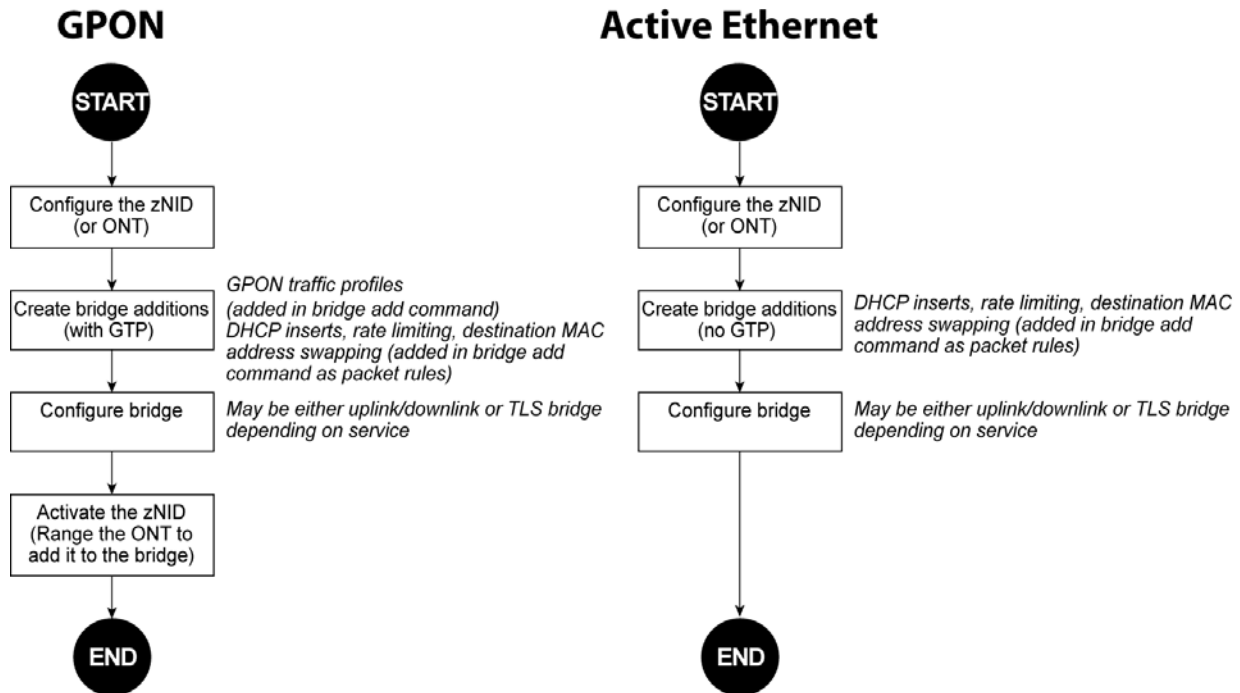 GPON
START
Configure the zNID
(or ONT)
Create bridge additions
(with GTP)
GPON traffic profiles
(added in bridge add command)
DHCP inserts, rate limiting, destination MAC
address swapping (added in bridge add
command as packet rules)
Configure bridge
May be either uplink/downlink or TLS bridge
depending on service
Activate the zNID
(Range the ONT to
add it to the bridge)
END
Active Ethernet
START
Configure the zNID
(or ONT)
Create bridge additions
(no GTP)
DHCP inserts, rate limiting, destination MAC
address swapping (added in bridge add
command as packet rules)
Configure bridge
May be either uplink/downlink or TLS bridge
depending on service
END